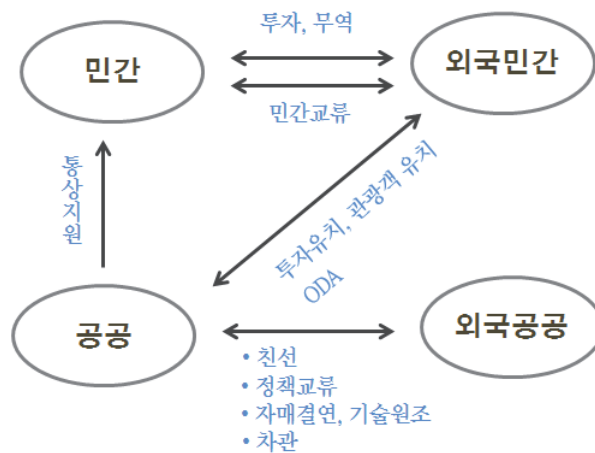 투자, 무역
민간
외국민간
민간교류
통상지원
투자유치, 관광객 유치
ODA
공공
외국공공
• 친선
• 정책교류
• 자매결연, 기술원조
• 차관